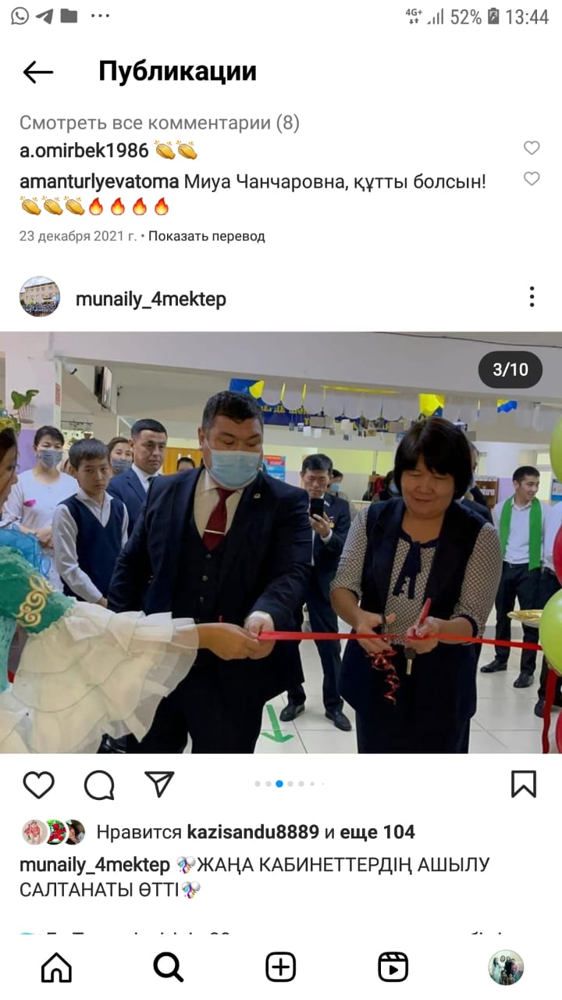 4G+ 52% 13:44
Публикации
Смотреть все комментарии (8)
a.omirbek1986 👏👏
amanturlyevatoma Миуа Чанчаровна, құтты болсын!
👏👏👏🔥🔥🔥🔥
23 декабря 2021 г. • Показать перевод
munaily_4mektep
3/10
Нравится kazisandu8889 и еще 104
munaily_4mektep 🎊ЖАҢА КАБИНЕТТЕРДІҢ АШЫЛУ
САЛТАНАТЫ ӨТТІ🎊